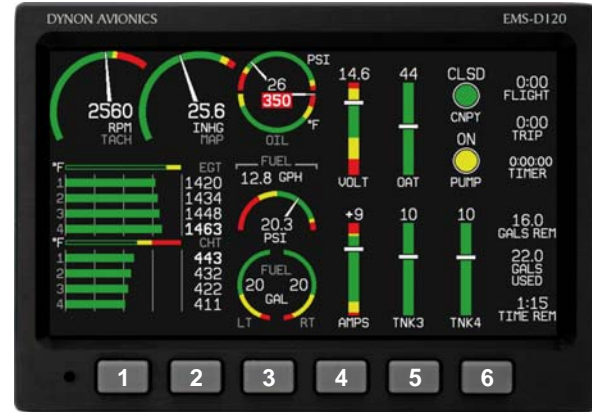 DYNON AVIONICS
EMS-D120
PSI
26
350
°F
OIL
2560
RPM
TACH
25.6
INHG
MAP
14.6
VOLT
44
OAT
CLSD
CNPY
ON
PUMP
0:00
FLIGHT
0:00
TRIP
0:00:00
TIMER
°F EGT
1 1420
2 1434
3 1448
4 1463
°F CHT
1 443
2 432
3 422
4 411
FUEL
12.8 GPH
20.3
PSI
FUEL
20 20
GAL
LT RT
+9
AMPS
10
TNK3
10
TNK4
16.0
GALS REM
22.0
GALS
USED
1:15
TIME REM
1 2 3 4 5 6